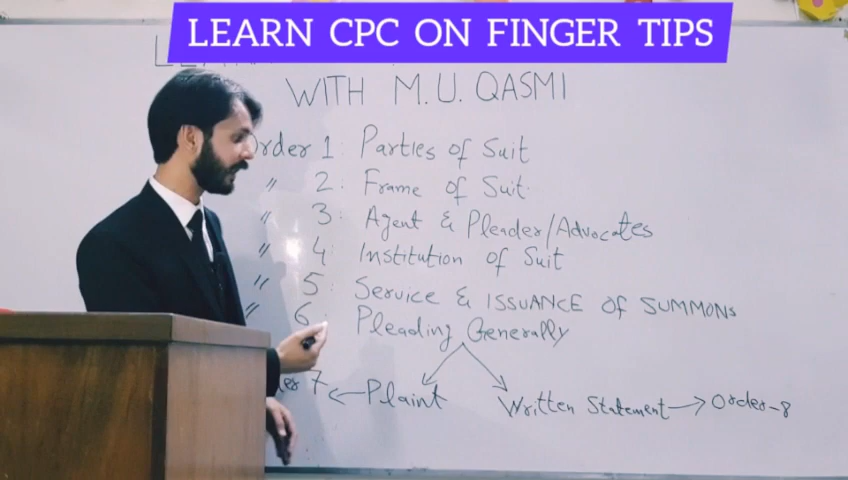 LEARN CPC ON FINGER TIPS
WITH M.U. QASMI
Order 1: Parties of Suit
〃 2: Frame of Suit
〃 3: Agent & Pleader/Advocates
〃 4: Institution of Suit
〃 5: Service & ISSUANCE OF SUMMONS
〃 6: Pleading Generally
7 ← Plaint Written Statement → Order-8